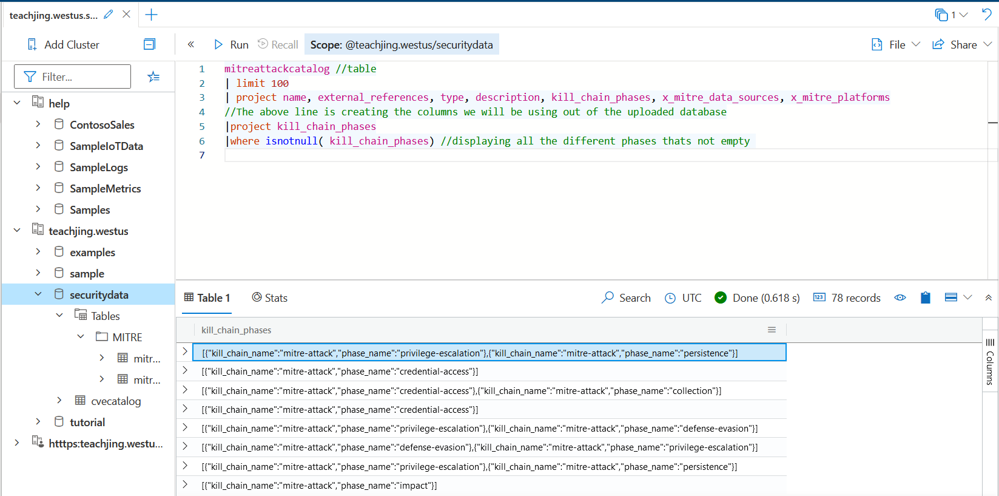 teachjing.westus.s...
1
Add Cluster
Run
Recall
Scope: @teachjing.westus/securitydata
File
Share
Filter...
help
ContosoSales
SampleIoTData
SampleLogs
SampleMetrics
Samples
teachjing.westus
examples
sample
securitydata
Tables
MITRE
mitr...
mitr...
cvecatalog
tutorial
htttps:teachjing.westu...
1 mitreattackcatalog //table
2 | limit 100
3 | project name, external_references, type, description, kill_chain_phases, x_mitre_data_sources, x_mitre_platforms
4 //The above line is creating the columns we will be using out of the uploaded database
5 |project kill_chain_phases
6 |where isnotnull( kill_chain_phases) //displaying all the different phases thats not empty
7
Table 1
Stats
Search
UTC
Done (0.618 s)
123
78 records
kill_chain_phases
[{"kill_chain_name":"mitre-attack","phase_name":"privilege-escalation"},{"kill_chain_name":"mitre-attack","phase_name":"persistence"}]
[{"kill_chain_name":"mitre-attack","phase_name":"credential-access"}]
[{"kill_chain_name":"mitre-attack","phase_name":"credential-access"},{"kill_chain_name":"mitre-attack","phase_name":"collection"}]
[{"kill_chain_name":"mitre-attack","phase_name":"credential-access"}]
[{"kill_chain_name":"mitre-attack","phase_name":"privilege-escalation"},{"kill_chain_name":"mitre-attack","phase_name":"defense-evasion"}]
[{"kill_chain_name":"mitre-attack","phase_name":"defense-evasion"},{"kill_chain_name":"mitre-attack","phase_name":"privilege-escalation"}]
[{"kill_chain_name":"mitre-attack","phase_name":"privilege-escalation"},{"kill_chain_name":"mitre-attack","phase_name":"persistence"}]
[{"kill_chain_name":"mitre-attack","phase_name":"impact"}]
Columns